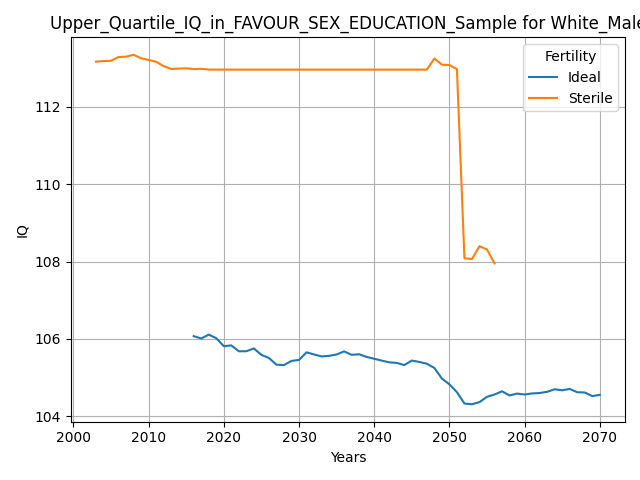 Upper_Quartile_IQ_in_FAVOUR_SEX_EDUCATION_Sample for White_Male
Fertility
Ideal
Sterile
IQ
112
110
108
106
104
2000 2010 2020 2030 2040 2050 2060 2070
Years